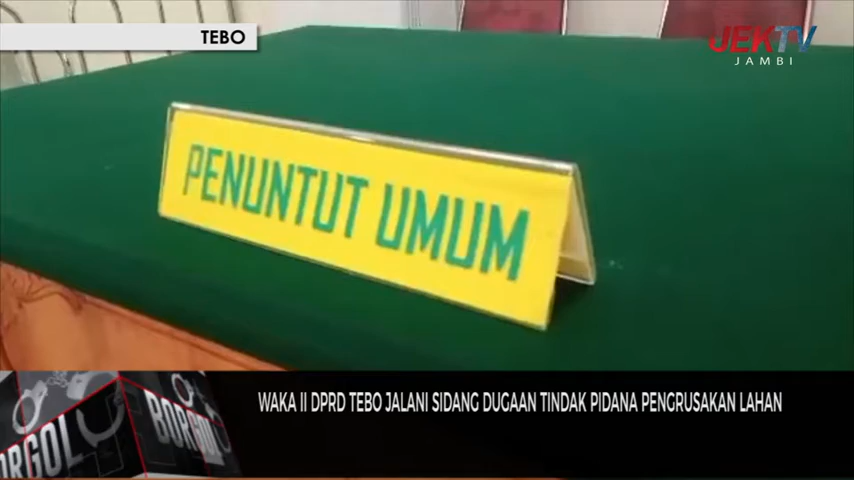 TEBO
JEKTV
JAMBI
PENUNTUT UMUM
WAKA II DPRD TEBO JALANI SIDANG DUGAAN TINDAK PIDANA PENGRUSAKAN LAHAN
BORGOL
BORGOL